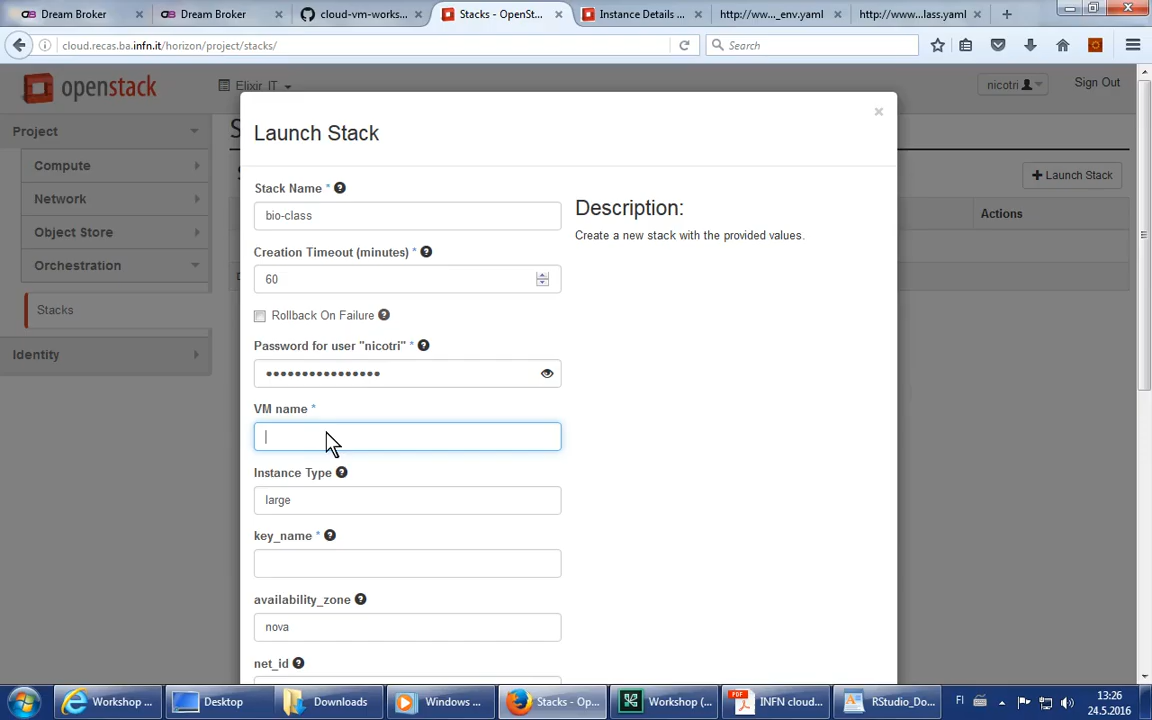 Dream Broker
Dream Broker
cloud-vm-works...
Stacks - OpenSt...
Instance Details ...
http://ww..._env.yaml
http://www...lass.yaml
cloud.recas.ba.infn.it/horizon/project/stacks/
Search
openstack
Elixir_IT
nicotri
Sign Out
Project
Compute
Network
Object Store
Orchestration
Stacks
Identity
S
Launch Stack
Actions
Launch Stack
Stack Name *
bio-class
Creation Timeout (minutes) *
60
Rollback On Failure
Password for user "nicotri" *
••••••••••••••••
VM name *
Instance Type
large
key_name *
availability_zone
nova
net_id
Description:
Create a new stack with the provided values.
Workshop ...
Desktop
Downloads
Windows ...
Stacks - Op...
Workshop (...
INFN cloud...
RStudio_Do...
FI
13:26
24.5.2016